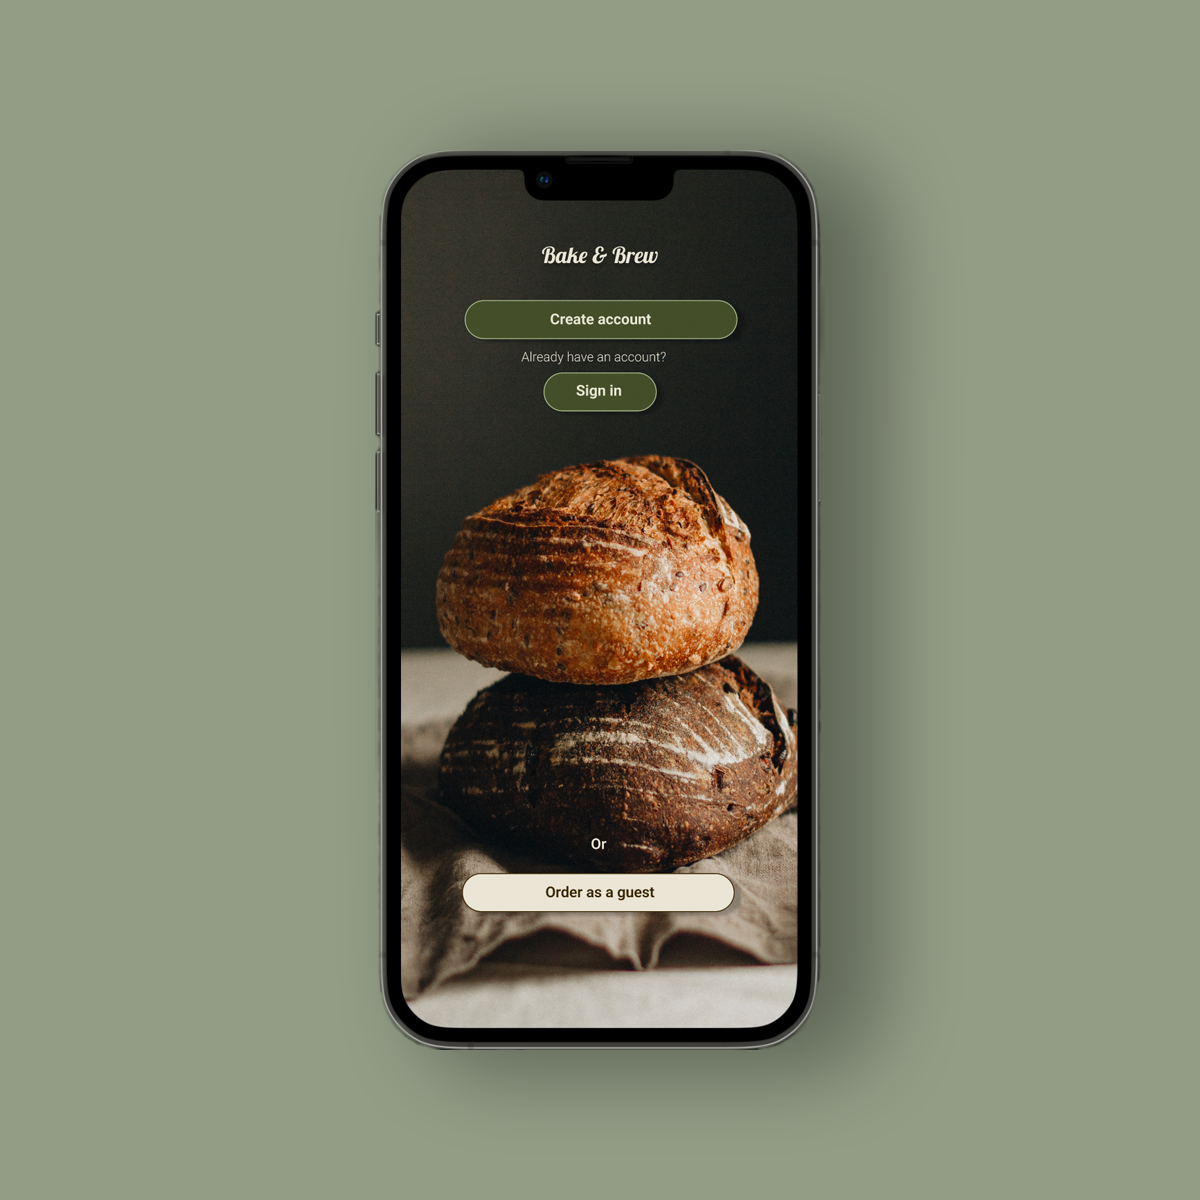 Bake & Brew
Create account
Already have an account?
Sign in
Or
Order as a guest